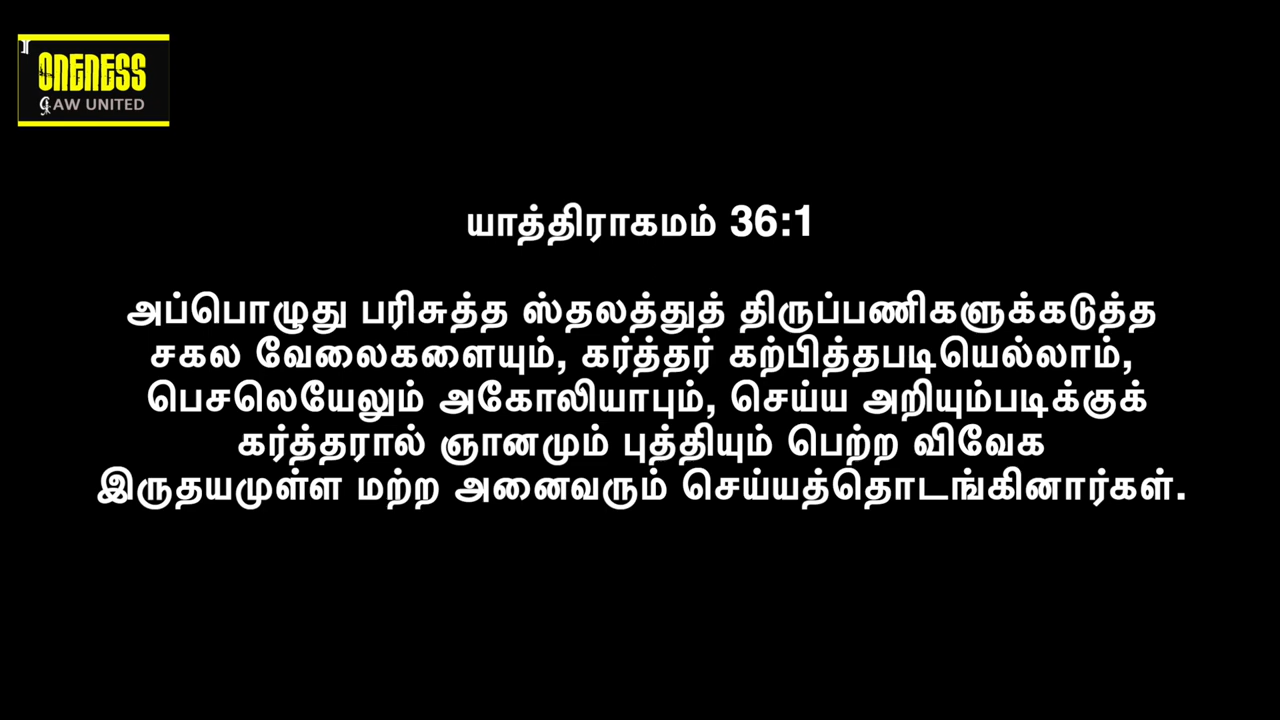 ONENESS
LAW UNITED
யாத்திராகமம் 36:1
அப்பொழுது பரிசுத்த ஸ்தலத்துத் திருப்பணிகளுக்கடுத்த
சகல வேலைகளையும், கர்த்தர் கற்பித்தபடியெல்லாம்,
பெசலெயேலும் அகோலியாபும், செய்ய அறியும்படிக்குக்
கர்த்தரால் ஞானமும் புத்தியும் பெற்ற விவேக
இருதயமுள்ள மற்ற அனைவரும் செய்யத்தொடங்கினார்கள்.